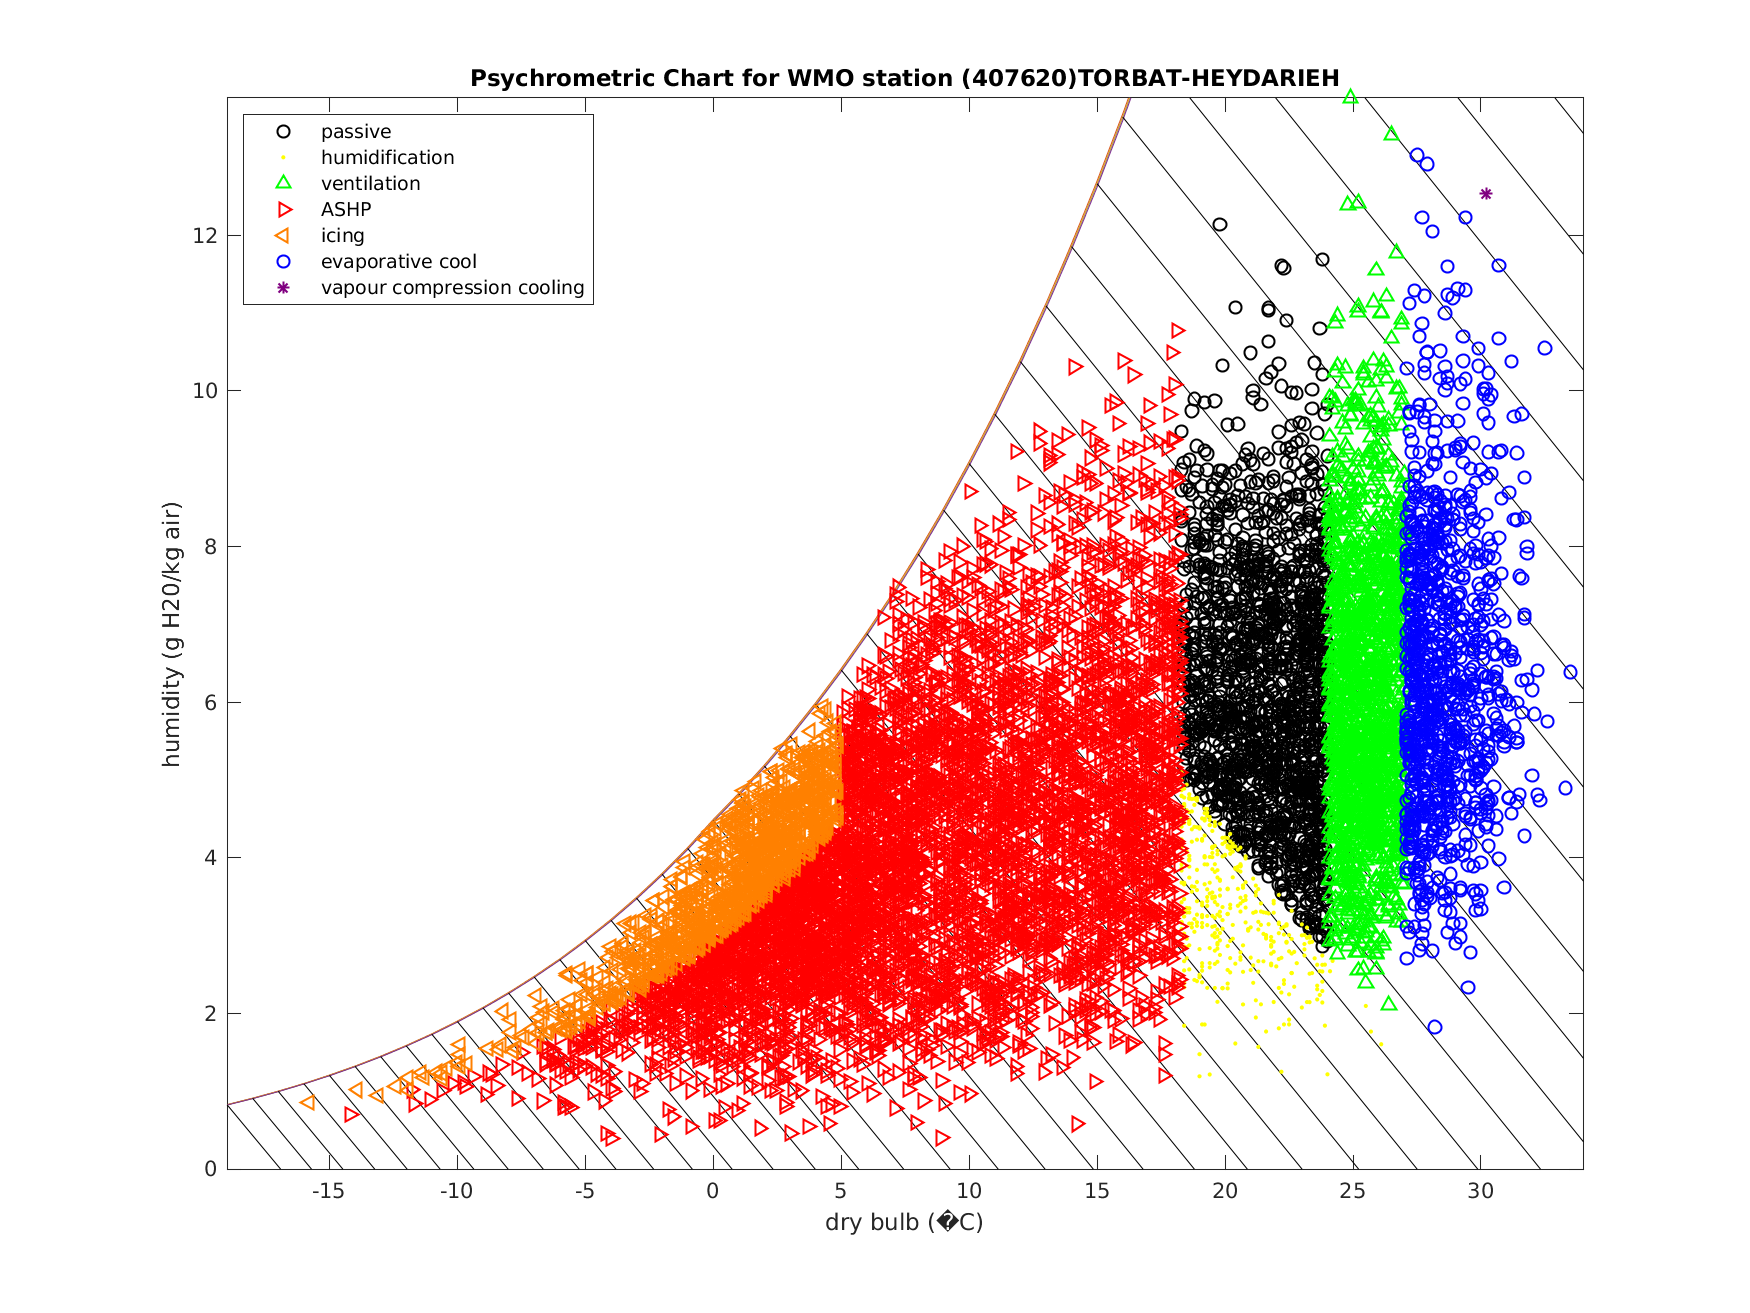 Psychrometric Chart for WMO station (407620)TORBAT-HEYDARIEH
passive
humidification
ventilation
ASHP
icing
evaporative cool
vapour compression cooling
humidity (g H20/kg air)
12
10
8
6
4
2
0
-15 -10 -5 0 5 10 15 20 25 30
dry bulb (�C)